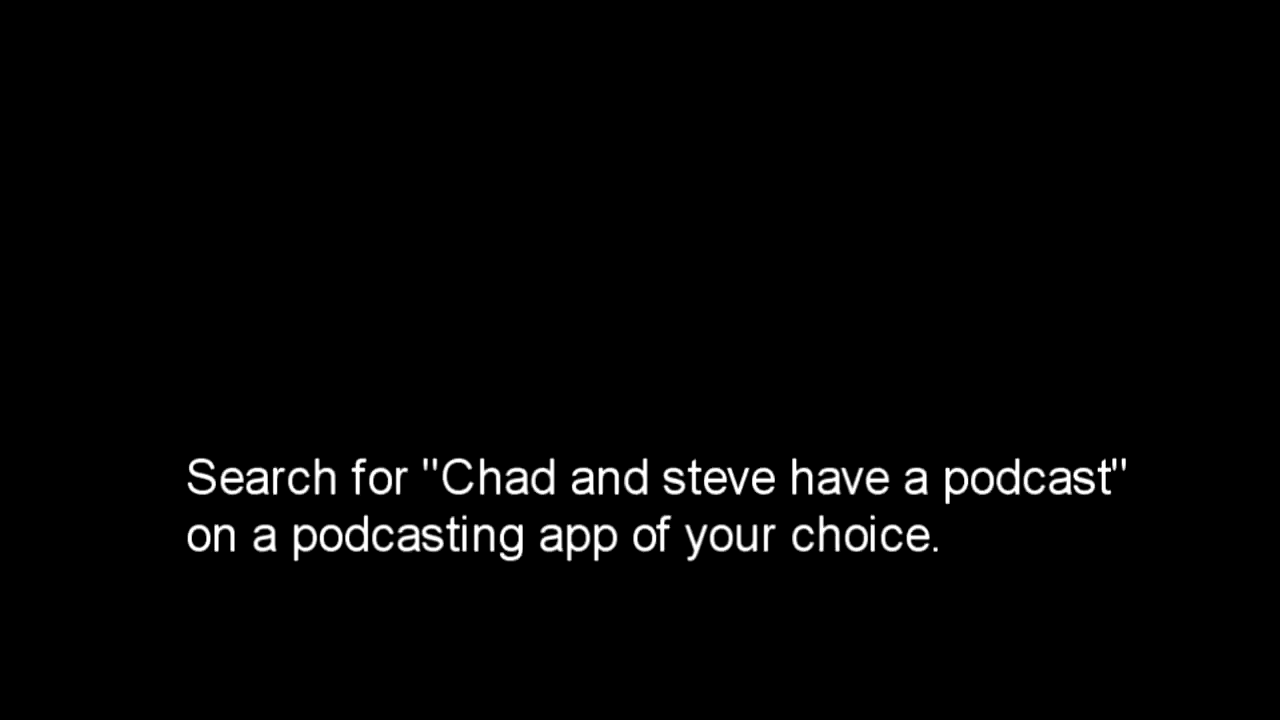 Search for "Chad and steve have a podcast"
on a podcasting app of your choice.